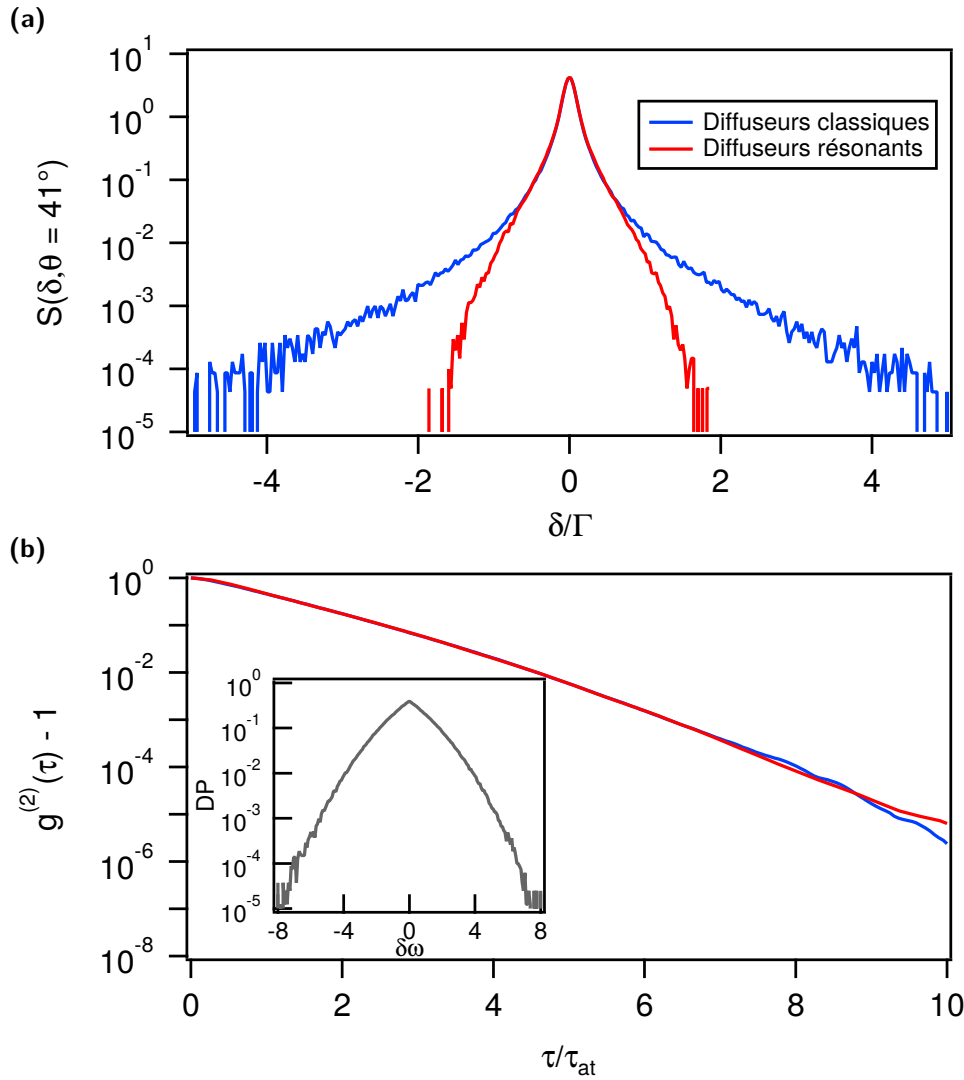 (a)
S(δ,θ = 41°)
10^1
10^0
10^-1
10^-2
10^-3
10^-4
10^-5
Diffuseurs classiques
Diffuseurs résonants
-4 -2 0 2 4
δ/Γ
(b)
g^(2)(τ) - 1
10^0
10^-2
10^-4
10^-6
10^-8
DP
10^0
10^-1
10^-2
10^-3
10^-4
10^-5
-8 -4 0 4 8
δω
0 2 4 6 8 10
τ/τ_at